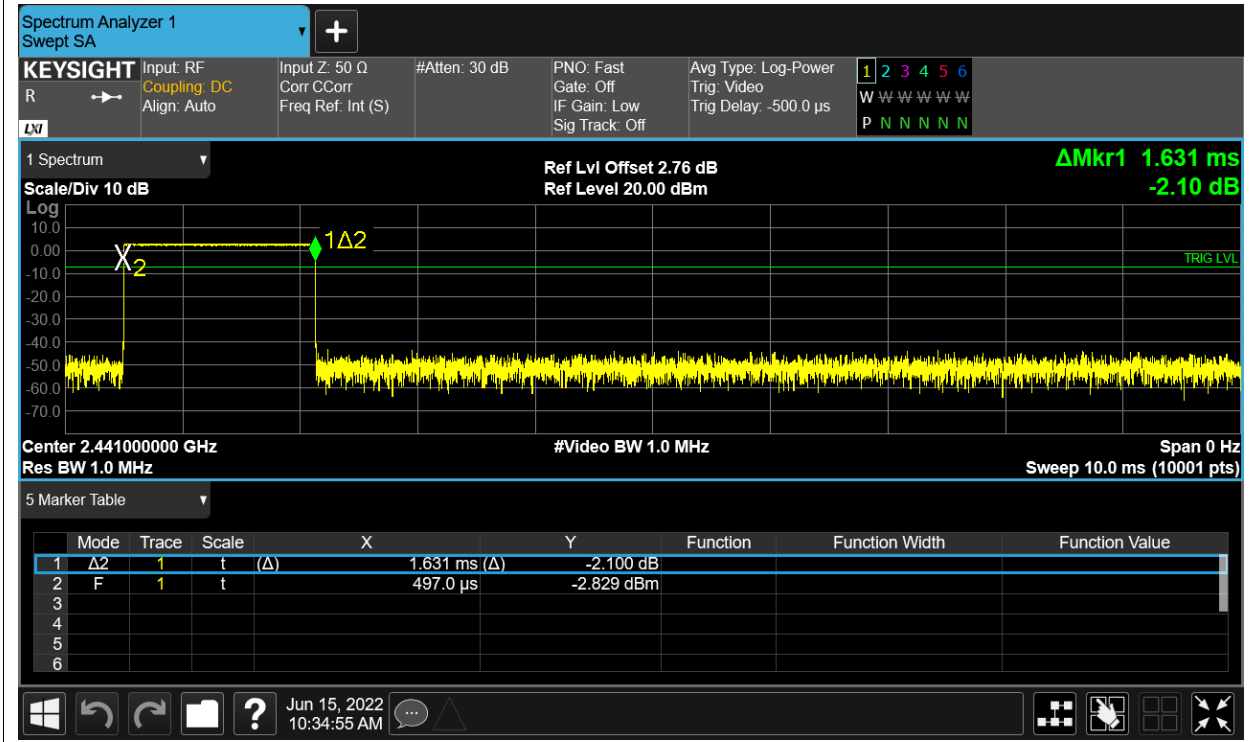 Spectrum Analyzer 1
Swept SA
+
KEYSIGHT Input: RF Input Z: 50 Ω #Atten: 30 dB PNO: Fast Avg Type: Log-Power 1 2 3 4 5 6
R Coupling: DC Corr CCorr Gate: Off Trig: Video W W W W W W
Align: Auto Freq Ref: Int (S) IF Gain: Low Trig Delay: -500.0 µs
LXI Sig Track: Off P N N N N N
1 Spectrum
Ref Lvl Offset 2.76 dB ΔMkr1 1.631 ms
Scale/Div 10 dB Ref Level 20.00 dBm -2.10 dB
Log
10.0
0.00
-10.0
-20.0
-30.0
-40.0
-50.0
-60.0
-70.0
X
2
1Δ2
TRIG LVL
Center 2.441000000 GHz #Video BW 1.0 MHz Span 0 Hz
Res BW 1.0 MHz Sweep 10.0 ms (10001 pts)
5 Marker Table
Mode Trace Scale X Y Function Function Width Function Value
1 Δ2 1 t (Δ) 1.631 ms (Δ) -2.100 dB
2 F 1 t 497.0 µs -2.829 dBm
3
4
5
6
?
Jun 15, 2022
10:34:55 AM